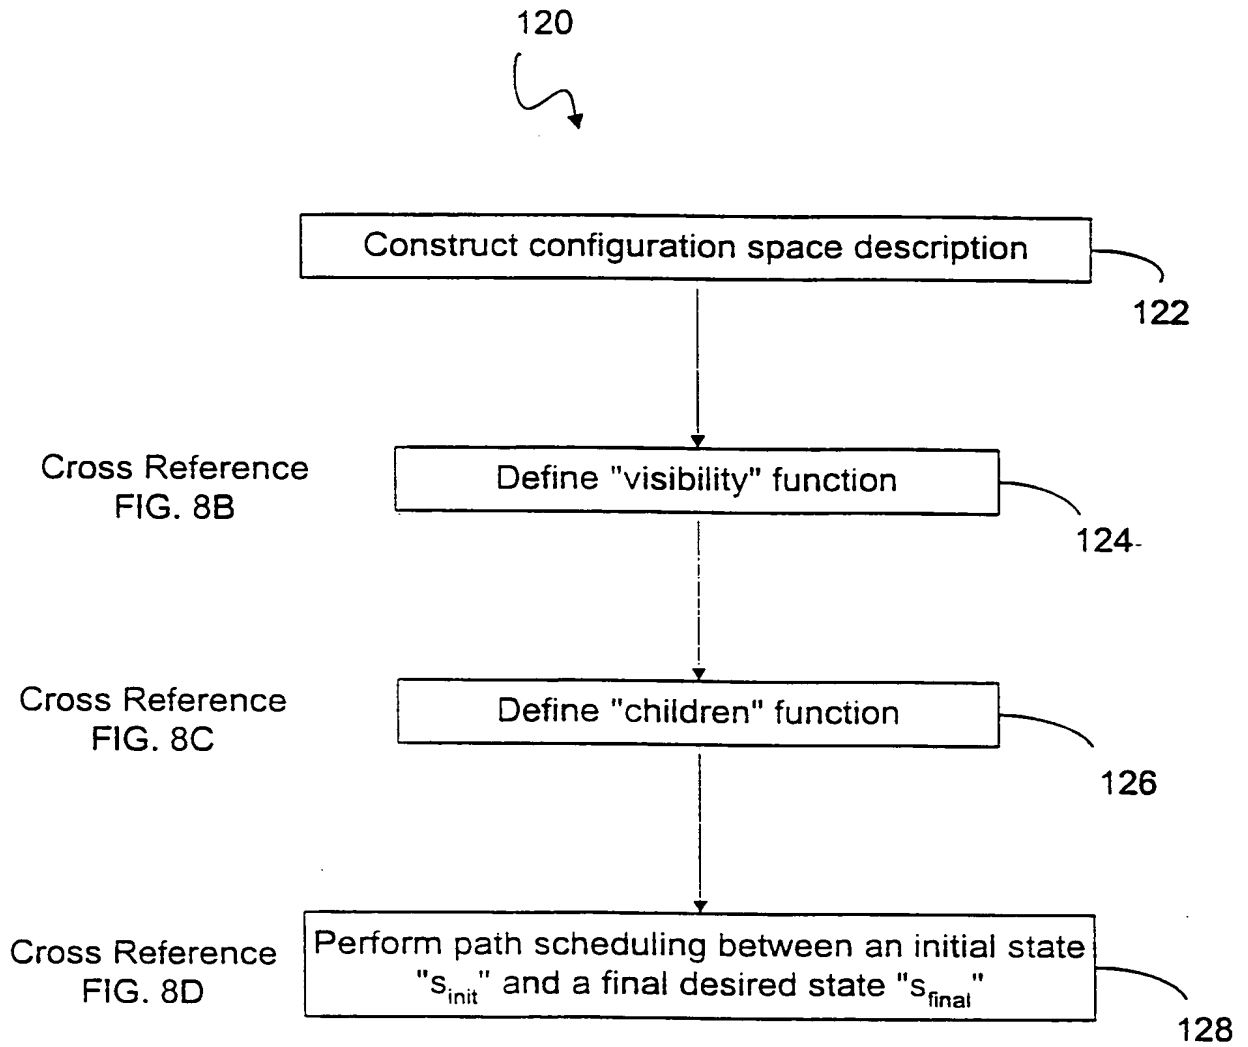 120
Construct configuration space description
122
Cross Reference
FIG. 8B
Define "visibility" function
124
Cross Reference
FIG. 8C
Define "children" function
126
Cross Reference
FIG. 8D
Perform path scheduling between an initial state
"s_init" and a final desired state "s_final"
128